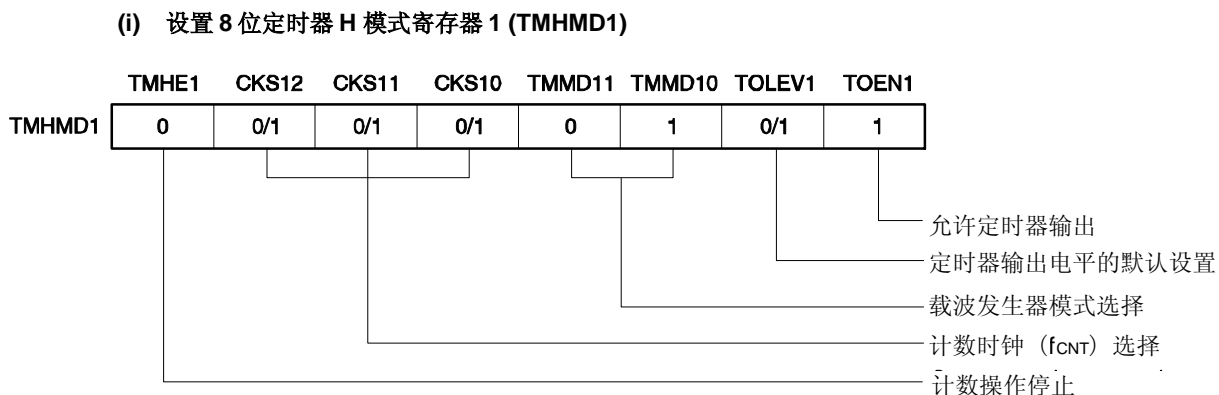 (i) 设置 8 位定时器 H 模式寄存器 1 (TMHMD1)
TMHE1 CKS12 CKS11 CKS10 TMMD11 TMMD10 TOLEV1 TOEN1
TMHMD1 0 0/1 0/1 0/1 0 1 0/1 1
允许定时器输出
定时器输出电平的默认设置
载波发生器模式选择
计数时钟（fCNT）选择
计数操作停止